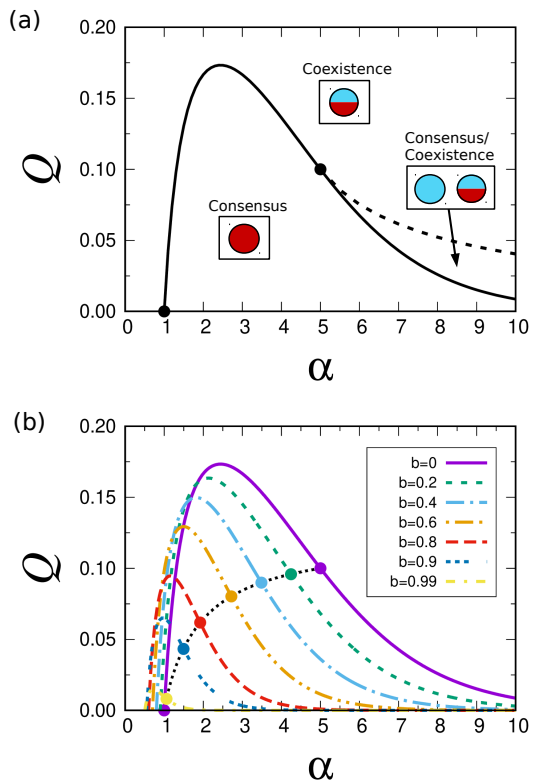 (a)
0.20
0.15
0.10
0.05
0.00
Q
Coexistence
Consensus/
Coexistence
Consensus
0 1 2 3 4 5 6 7 8 9 10
α
(b)
0.20
0.15
0.10
0.05
0.00
Q
b=0
b=0.2
b=0.4
b=0.6
b=0.8
b=0.9
b=0.99
0 1 2 3 4 5 6 7 8 9 10
α